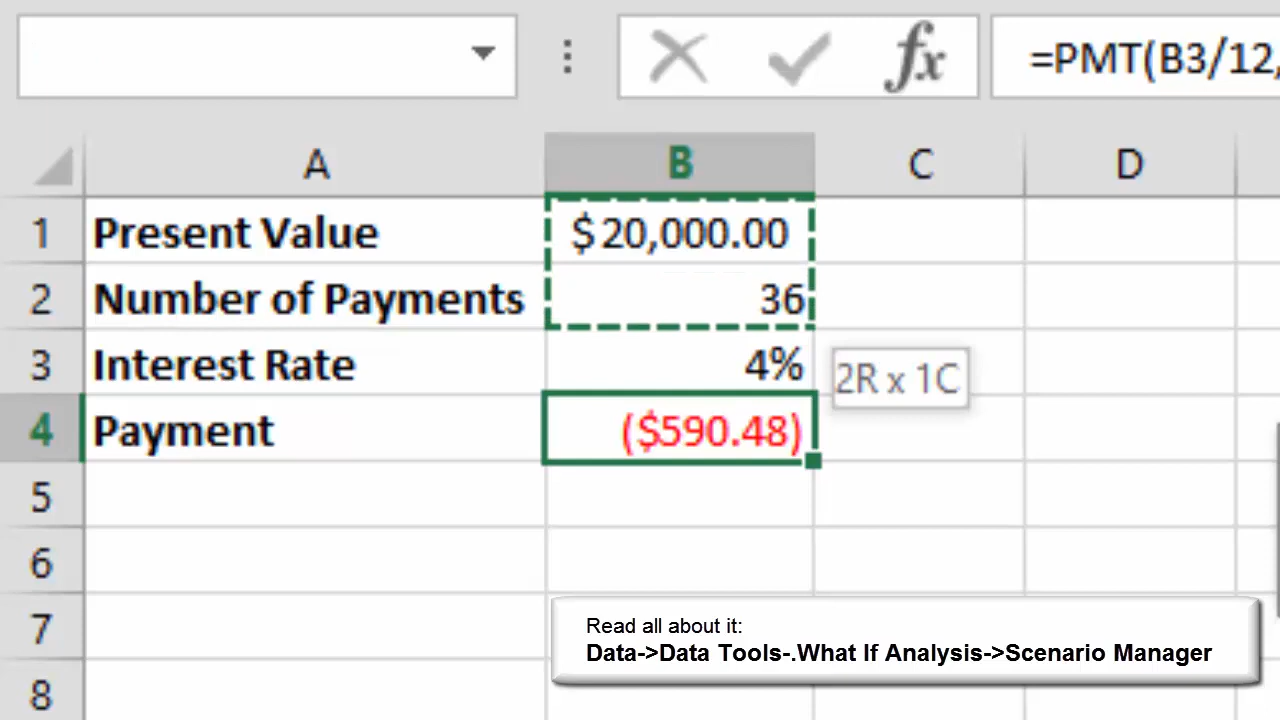 fx =PMT(B3/12,
A B C D
1 Present Value $20,000.00
2 Number of Payments 36
3 Interest Rate 4%
2R x 1C
4 Payment ($590.48)
5
6
7
8
Read all about it:
Data->Data Tools-.What If Analysis->Scenario Manager